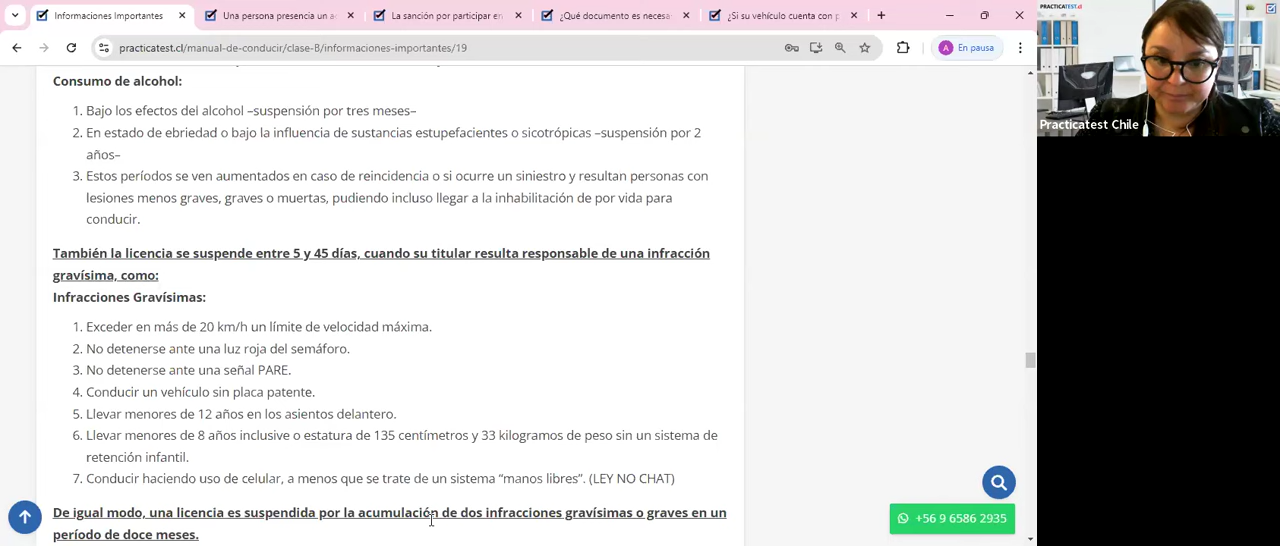 Informaciones Importantes
Una persona presenta un a
La sanción por participar en
¿Qué documento es necesa
¿Si su vehículo cuenta con p
practicatest.cl/manual-de-conducir/clase-B/informaciones-importantes/19
A En pausa
PRACTICATEST.cl
Practicatest Chile
Consumo de alcohol:
1. Bajo los efectos del alcohol –suspensión por tres meses–
2. En estado de ebriedad o bajo la influencia de sustancias estupefacientes o sicotrópicas –suspensión por 2
años–
3. Estos períodos se ven aumentados en caso de reincidencia o si ocurre un siniestro y resultan personas con
lesiones menos graves, graves o muertas, pudiendo incluso llegar a la inhabilitación de por vida para
conducir.
También la licencia se suspende entre 5 y 45 días, cuando su titular resulta responsable de una infracción
gravísima, como:
Infracciones Gravísimas:
1. Exceder en más de 20 km/h un límite de velocidad máxima.
2. No detenerse ante una luz roja del semáforo.
3. No detenerse ante una señal PARE.
4. Conducir un vehículo sin placa patente.
5. Llevar menores de 12 años en los asientos delantero.
6. Llevar menores de 8 años inclusive o estatura de 135 centímetros y 33 kilogramos de peso sin un sistema de
retención infantil.
7. Conducir haciendo uso de celular, a menos que se trate de un sistema “manos libres”. (LEY NO CHAT)
De igual modo, una licencia es suspendida por la acumulación de dos infracciones gravísimas o graves en un
período de doce meses.
+56 9 6586 2935